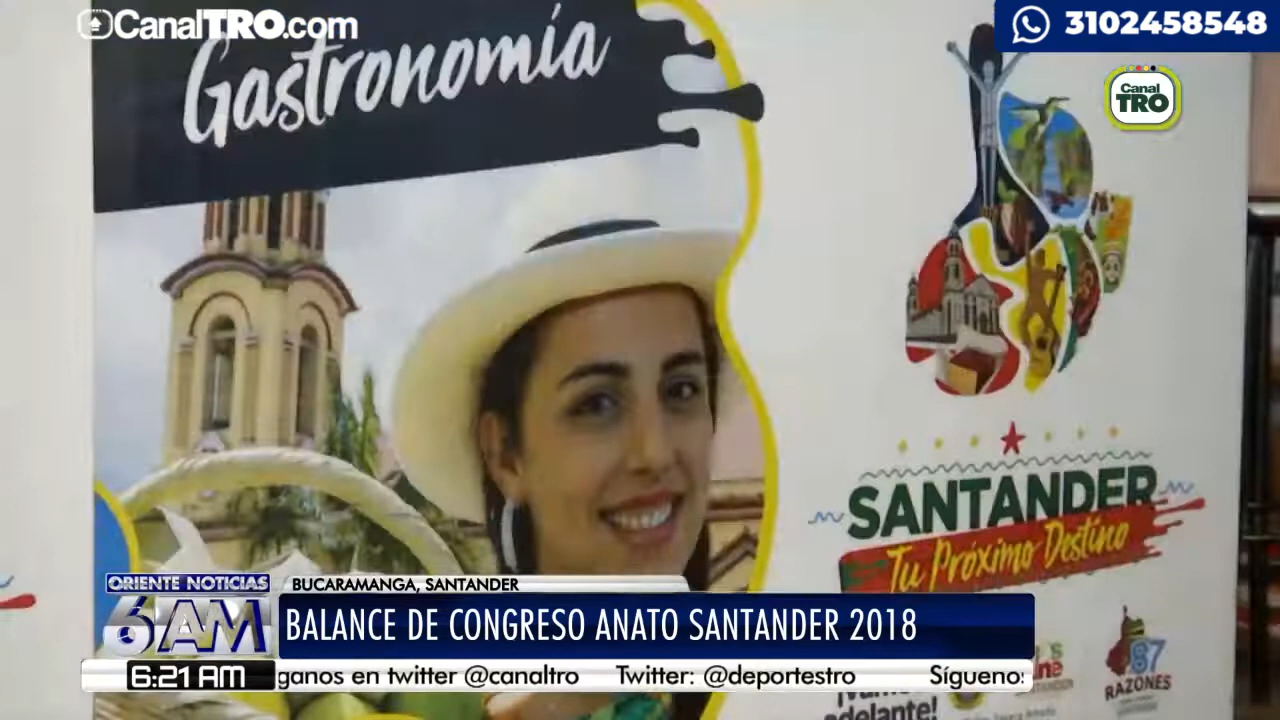 CanalTRO.com
3102458548
Gastronomía
Canal
TRO
SANTANDER
Tu Próximo Destino
87
RAZONES
adelante!
ORIENTE NOTICIAS
6AM
6:21 AM
BUCARAMANGA, SANTANDER
BALANCE DE CONGRESO ANATO SANTANDER 2018
ganos en twitter @canaltro Twitter: @deportestro Sígueno